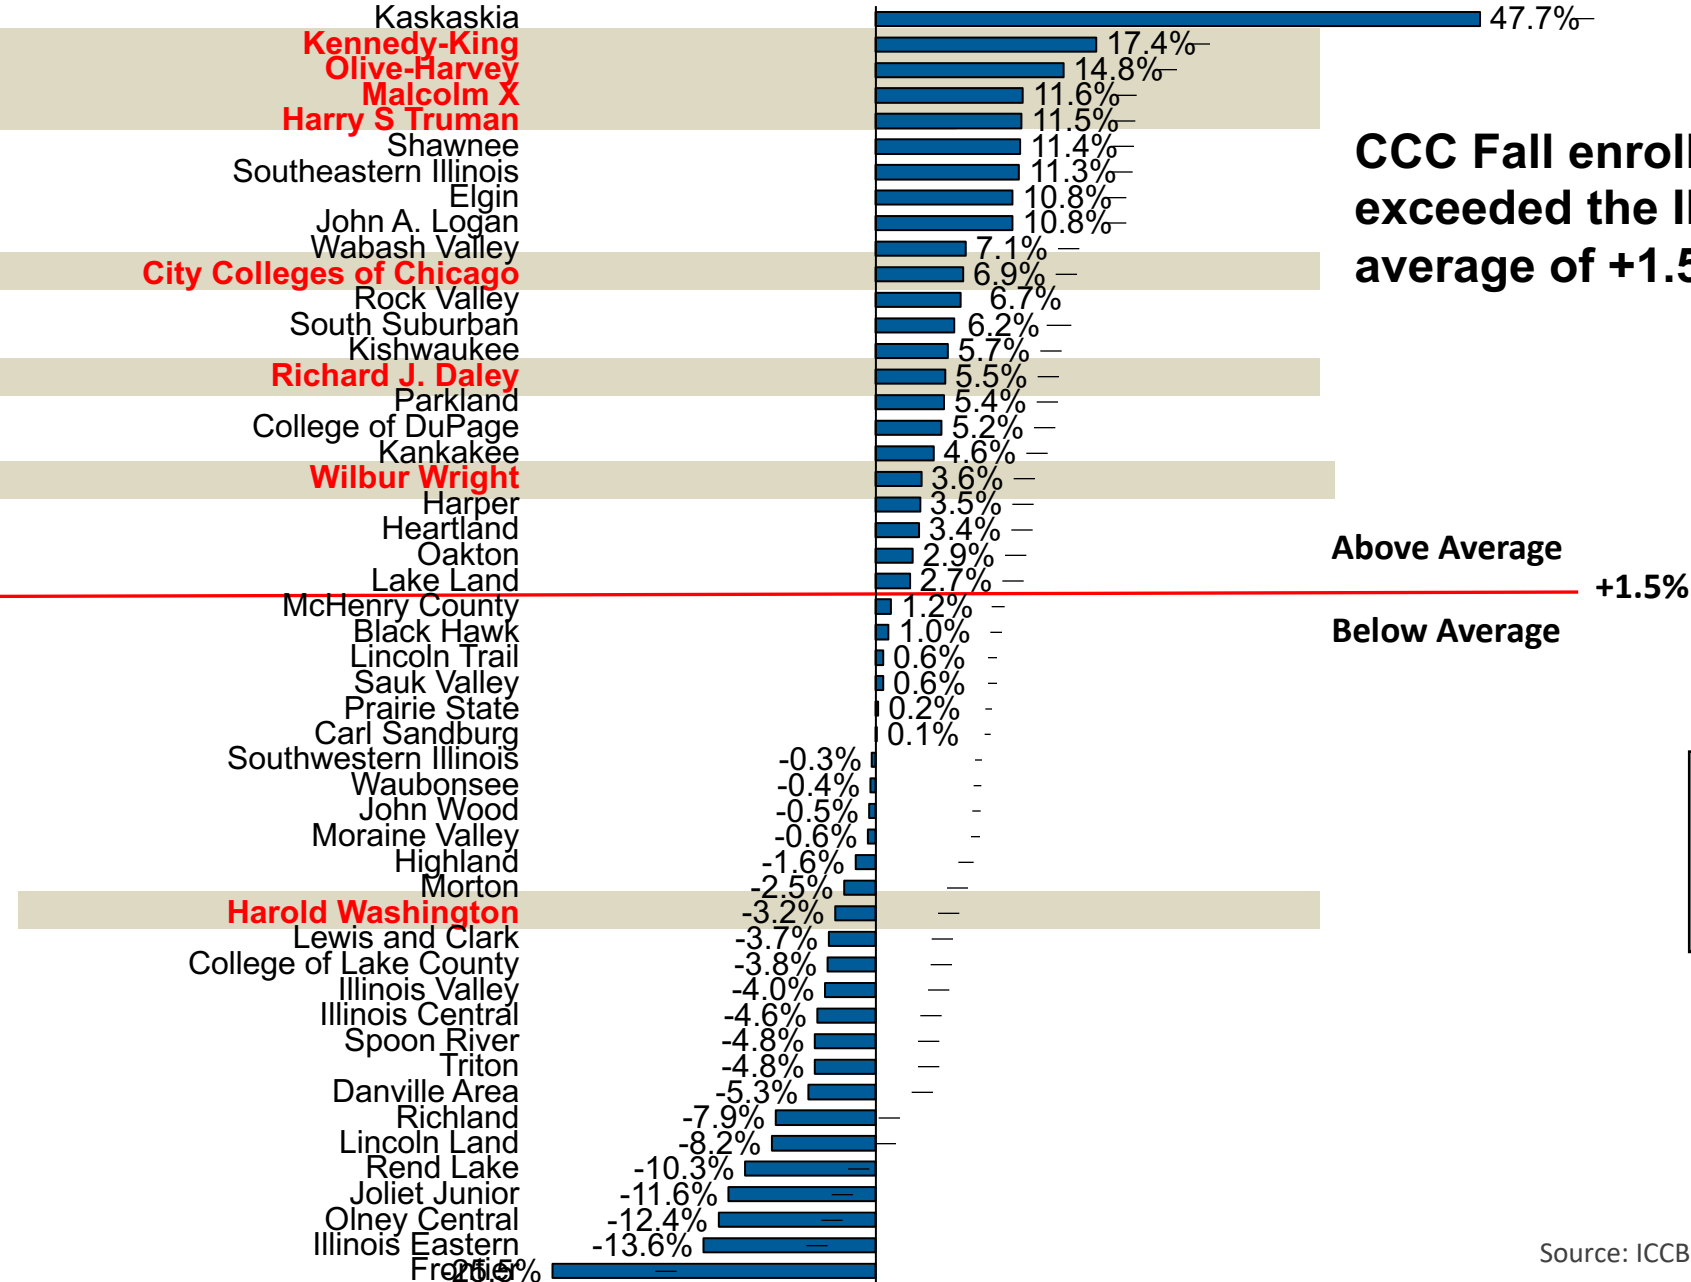 Kaskaskia 47.7%
Kennedy-King 17.4%
Olive-Harvey 14.8%
Malcolm X 11.6%
Harry S Truman 11.5%
Shawnee 11.4%
Southeastern Illinois 11.3%
Elgin 10.8%
John A. Logan 10.8%
Wabash Valley 7.1%
City Colleges of Chicago 6.9%
Rock Valley 6.7%
South Suburban 6.2%
Kishwaukee 5.7%
Richard J. Daley 5.5%
Parkland 5.4%
College of DuPage 5.2%
Kankakee 4.6%
Wilbur Wright 3.6%
Harper 3.5%
Heartland 3.4%
Oakton 2.9%
Lake Land 2.7%
McHenry County 1.2%
Black Hawk 1.0%
Lincoln Trail 0.6%
Sauk Valley 0.6%
Prairie State 0.2%
Carl Sandburg 0.1%
Southwestern Illinois -0.3%
Waubonsee -0.4%
John Wood -0.5%
Moraine Valley -0.6%
Highland -1.6%
Morton -2.5%
Harold Washington -3.2%
Lewis and Clark -3.7%
College of Lake County -3.8%
Illinois Valley -4.0%
Illinois Central -4.6%
Spoon River -4.8%
Triton -4.8%
Danville Area -5.3%
Richland -7.9%
Lincoln Land -8.2%
Rend Lake -10.3%
Joliet Junior -11.6%
Olney Central -12.4%
Illinois Eastern -13.6%
Frontier -25.5%
CCC Fall
exceeded the
average of
Above Average
+1.5%
Below Average
Source: ICCB